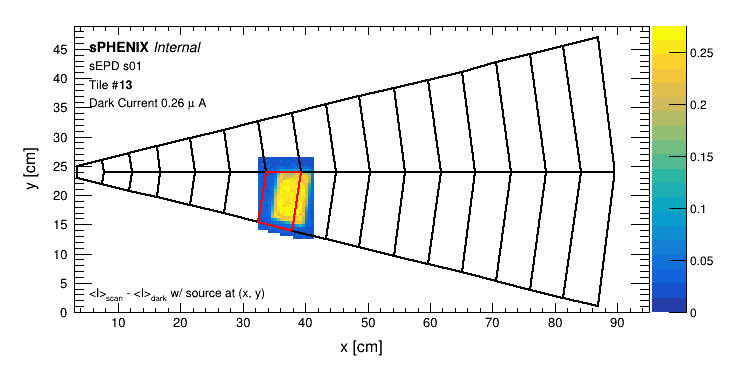 sPHENIX Internal
sEPD s01
Tile #13
Dark Current 0.26 μ A
<I>scan - <I>dark w/ source at (x, y)
y [cm]
45
40
35
30
25
20
15
10
5
0
10 20 30 40 50 60 70 80 90
x [cm]
0.25
0.2
0.15
0.1
0.05
0